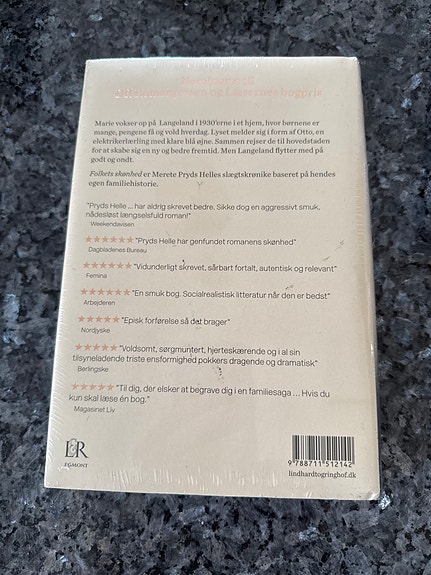 Nomineret til
DR Romanprisen og Læsernes bogpris
Marie vokser op på Langeland i 1930'erne i et hjem, hvor børnene er
mange, pengene få og vold hverdag. Lyset melder sig i form af Otto, en
elektrikerlærling med klare blå øjne. Sammen rejser de til hovedstaden
for at skabe sig en ny og bedre fremtid. Men Langeland flytter med på
godt og ondt.
Folkets skønhed er Merete Pryds Helles slægtskrønike baseret på hendes
egen familiehistorie.
"Pryds Helle ... har aldrig skrevet bedre. Sikke dog en aggressivt smuk,
nådesløst længselsfuld roman!"
Weekendavisen
★★★★★★ "Pryds Helle har genfundet romanens skønhed"
Dagbladenes Bureau
★★★★★★ "Vidunderligt skrevet, sårbart fortalt, autentisk og relevant"
Femina
★★★★★★ "En smuk bog. Socialrealistisk litteratur når den er bedst"
Arbejderen
★★★★★ "Episk forførelse så det brager"
Nordjyske
★★★★★ "Voldsomt, sørgmuntert, hjerteskærende og i al sin
tilsyneladende triste ensformighed pokkers dragende og dramatisk"
Berlingske
★★★★★ "Til dig, der elsker at begrave dig i en familiesaga ... Hvis du
kun skal læse én bog."
Magasinet Liv
L&R
EGMONT
9 788711 512142
lindhardtogringhof.dk